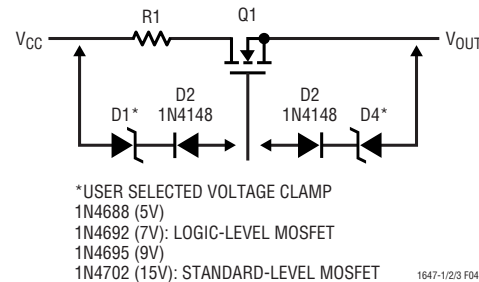 R1 Q1
VCC VOUT
D2 D2
D1* 1N4148 1N4148 D4*
*USER SELECTED VOLTAGE CLAMP
1N4688 (5V)
1N4692 (7V): LOGIC-LEVEL MOSFET
1N4695 (9V)
1N4702 (15V): STANDARD-LEVEL MOSFET
1647-1/2/3 F04